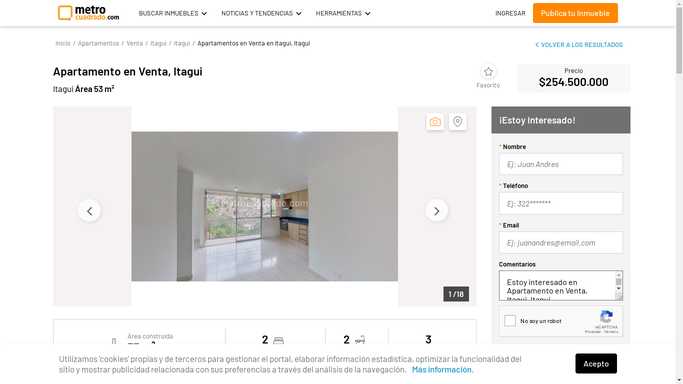 metro
cuadrado.com
BUSCAR INMUEBLES
NOTICIAS Y TENDENCIAS
HERRAMIENTAS
INGRESAR
Publica tu Inmueble
Inicio / Apartamentos / Venta / Itagui / Itagui / Apartamentos en Venta en Itagui, Itagui
VOLVER A LOS RESULTADOS
Apartamento en Venta, Itagui
Itagui Área 53 m²
Favorito
Precio
$254.500.000
1 /18
¡Estoy Interesado!
* Nombre
Ej: Juan Andres
* Teléfono
Ej: 322*******
* Email
Ej: juanandres@email.com
Comentarios
Estoy interesado en
Apartamento en Venta,
Itagui, Itagui
No soy un robot
reCAPTCHA
Privacidad - Términos
Área construida
2
2
3
Utilizamos 'cookies' propias y de terceros para gestionar el portal, elaborar información estadística, optimizar la funcionalidad del
sitio y mostrar publicidad relacionada con sus preferencias a través del análisis de la navegación. Más información.
Acepto